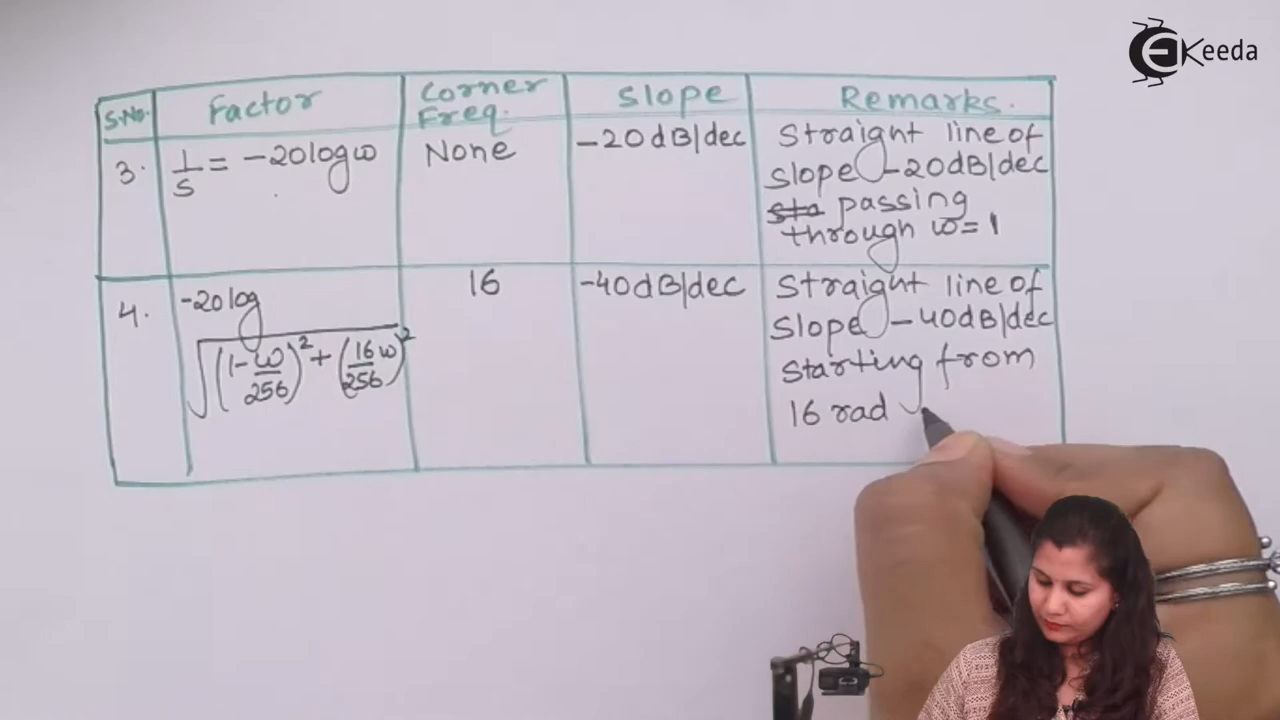 Keeda
S.No.
Factor
Corner
Freq.
Slope
Remarks.
3.
1/S = -20logω
None
-20dB/dec
Straight line of
slope -20dB/dec
passing
through ω=1
4.
-20log
√((1-ω/256)² + (16ω/256)²)
16
-40dB/dec
Straight line of
Slope -40dB/dec
starting from
16 rad